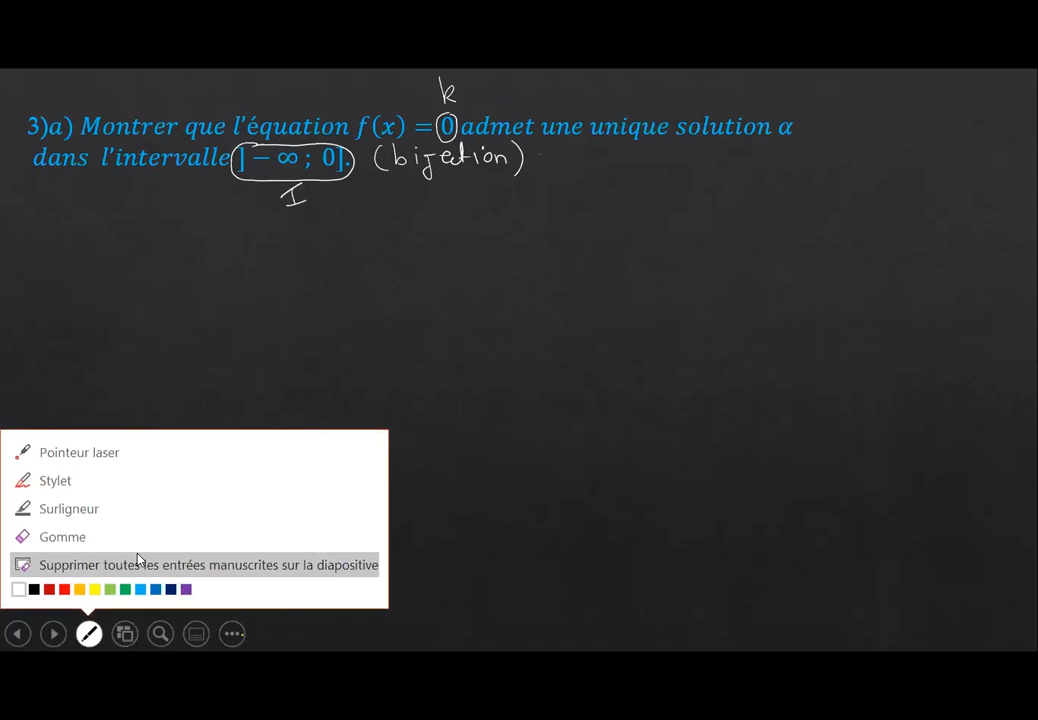 k
3)a) Montrer que l'équation f(x) = 0 admet une unique solution α
dans l'intervalle ]−∞ ; 0]. (bijection)
I
Pointeur laser
Stylet
Surligneur
Gomme
Supprimer toutes les entrées manuscrites sur la diapositive